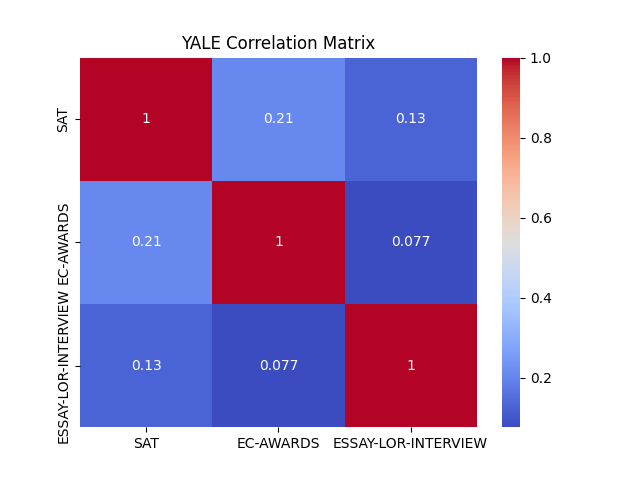 YALE Correlation Matrix
SAT
1
0.21
0.13
EC-AWARDS
0.21
1
0.077
ESSAY-LOR-INTERVIEW
0.13
0.077
1
SAT
EC-AWARDS
ESSAY-LOR-INTERVIEW
1.0
0.8
0.6
0.4
0.2